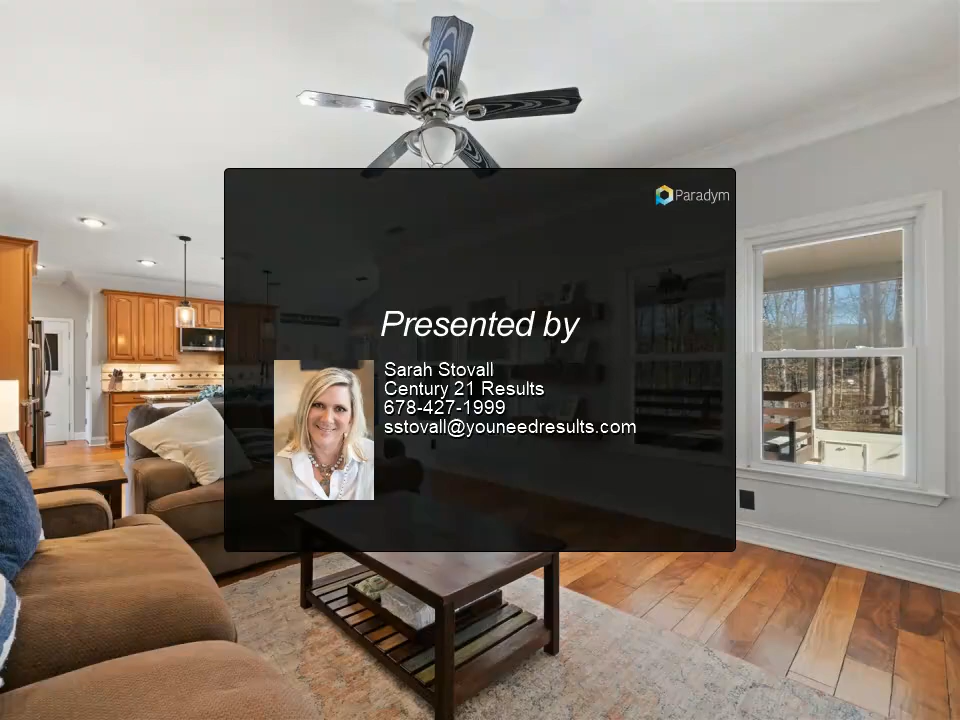 Paradym
Presented by
Sarah Stovall
Century 21 Results
678-427-1999
sstovall@youneedresults.com